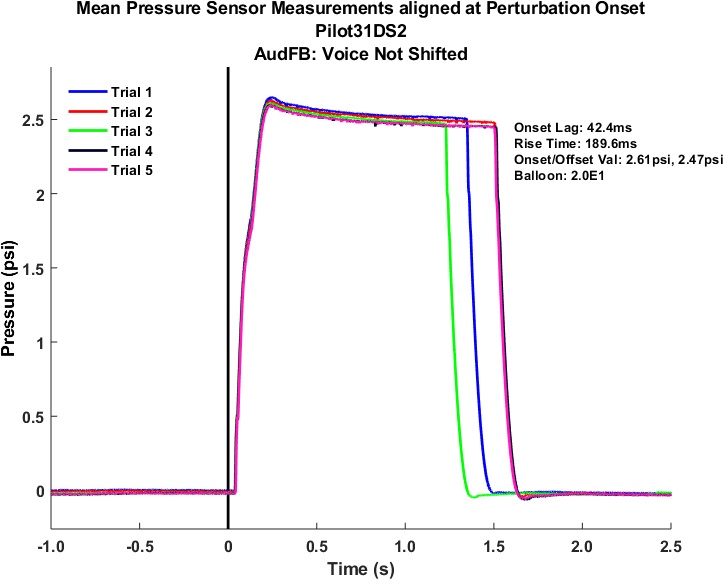 Mean Pressure Sensor Measurements aligned at Perturbation Onset
Pilot31DS2
AudFB: Voice Not Shifted
Trial 1
Trial 2
Trial 3
Trial 4
Trial 5
Onset Lag: 42.4ms
Rise Time: 189.6ms
Onset/Offset Val: 2.61psi, 2.47psi
Balloon: 2.0E1
Pressure (psi)
2.5
2
1.5
1
0.5
0
-1.0 -0.5 0 0.5 1.0 1.5 2.0 2.5
Time (s)